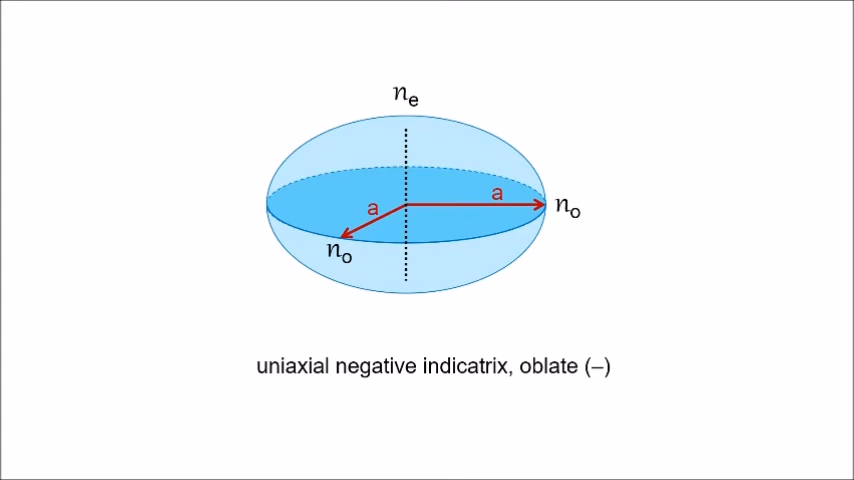 nₑ
a
a
nₒ
nₒ
uniaxial negative indicatrix, oblate (–)